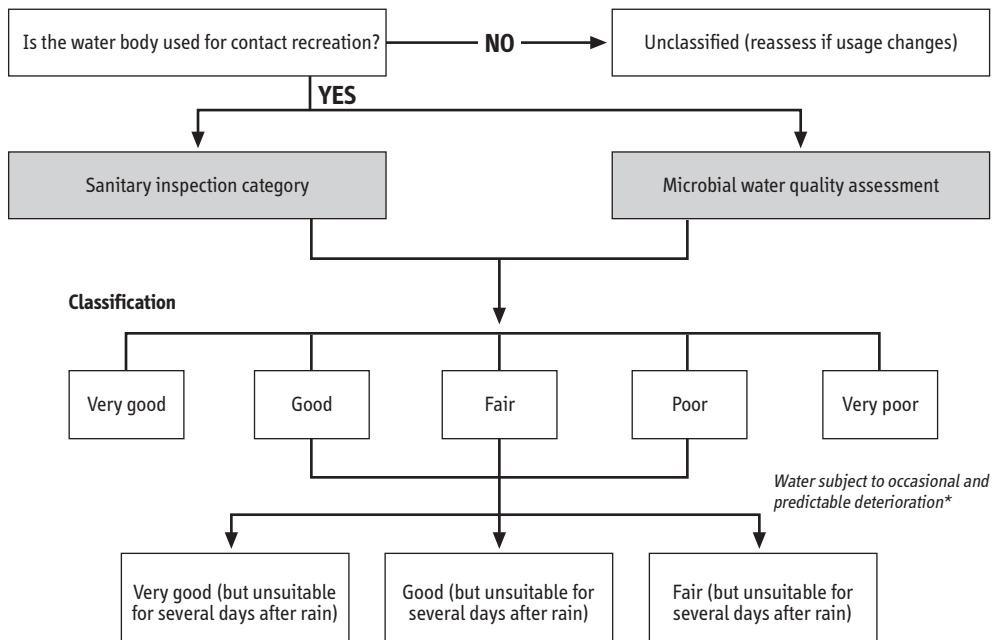 Is the water body used for contact recreation?
NO
Unclassified (reassess if usage changes)
YES
Sanitary inspection category
Microbial water quality assessment
Classification
Very good
Good
Fair
Poor
Very poor
Water subject to occasional and
predictable deterioration*
Very good (but unsuitable
for several days after rain)
Good (but unsuitable for
several days after rain)
Fair (but unsuitable for
several days after rain)